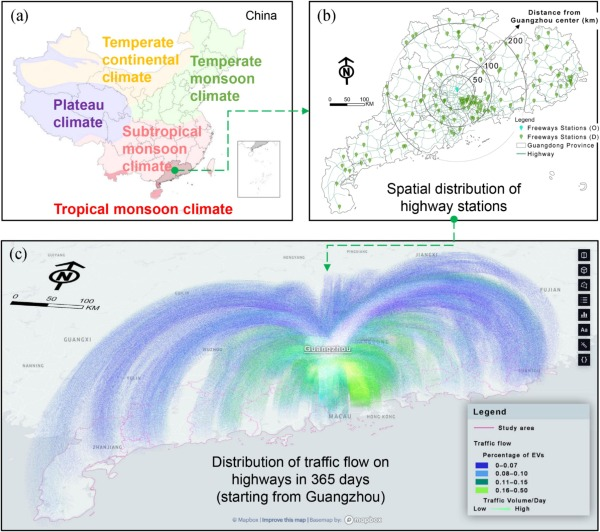 (a)
China
Temperate
continental
climate
Temperate
monsoon
climate
Plateau
climate
Subtropical
monsoon
climate
Tropical monsoon climate
(b)
Distance from
Guangzhou center (km)
200
100
50
N
0 50 100
KM
Legend
Freeways Stations (O)
Freeways Stations (D)
Guangdong Province
Highway
Spatial distribution of
highway stations
(c)
N
0 50 100
KM
JIANGXI
FUJIAN
GUANGXI
Guangzhou
NANNING
YULIN
ZHANJIANG
MACAU
HONG KONG
Aa
{}
Distribution of traffic flow on
highways in 365 days
(starting from Guangzhou)
Legend
Study area
Traffic flow
Percentage of EVs
0–0.07
0.08–0.10
0.11–0.15
0.16–0.50
Traffic Volume/Day
Low High
© Mapbox | Improve this map | Basemap by: mapbox